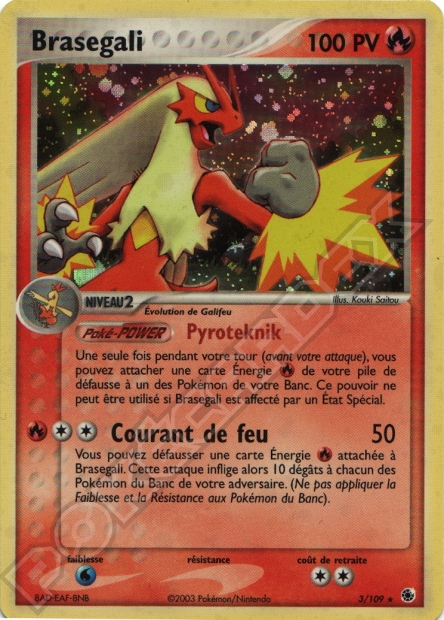 Brasegali 100 PV
Illus. Kouki Saitou
NIVEAU 2
Évolution de Galifeu
Poké-POWER Pyroteknik
Une seule fois pendant votre tour (avant votre attaque), vous
pouvez attacher une carte Énergie de votre pile de
défausse à un des Pokémon de votre Banc. Ce pouvoir ne
peut être utilisé si Brasegali est affecté par un État Spécial.
Courant de feu 50
Vous pouvez défausser une carte Énergie attachée à
Brasegali. Cette attaque inflige alors 10 dégâts à chacun des
Pokémon du Banc de votre adversaire. (Ne pas appliquer la
Faiblesse et la Résistance aux Pokémon du Banc).
faiblesse résistance coût de retraite
BAD-EAF-BNB ©2003 Pokémon/Nintendo 3/109 ★